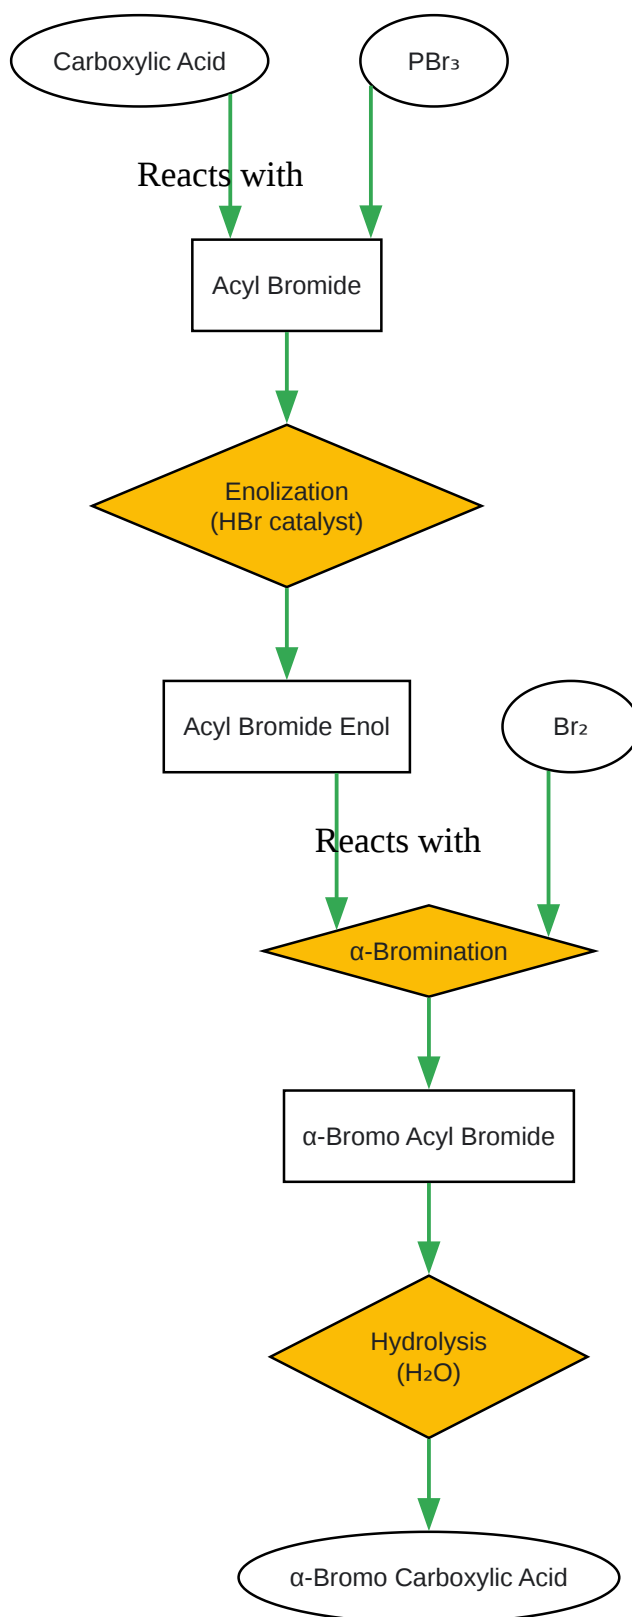 Carboxylic Acid
PBr₃
Reacts with
Acyl Bromide
Enolization
(HBr catalyst)
Acyl Bromide Enol
Br₂
Reacts with
α-Bromination
α-Bromo Acyl Bromide
Hydrolysis
(H₂O)
α-Bromo Carboxylic Acid